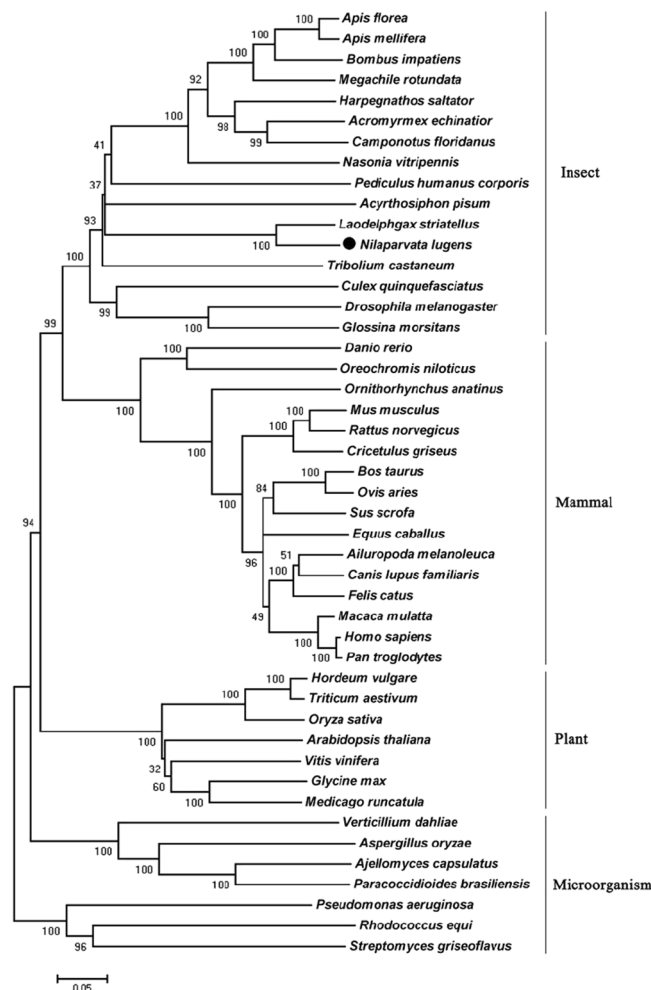 Apis florea
Apis mellifera
Bombus impatiens
Megachile rotundata
Harpegnathos saltator
Acromyrmex echinatior
Camponotus floridanus
Nasonia vitripennis
Pediculus humanus corporis
Acyrthosiphon pisum
Laodelphgax striatellus
Nilaparvata lugens
Tribolium castaneum
Culex quinquefasciatus
Drosophila melanogaster
Glossina morsitans
Insect
Danio rerio
Oreochromis niloticus
Ornithorhynchus anatinus
Mus musculus
Rattus norvegicus
Cricetulus griseus
Bos taurus
Ovis aries
Sus scrofa
Equus caballus
Ailuropoda melanoleuca
Canis lupus familiaris
Felis catus
Macaca mulatta
Homo sapiens
Pan troglodytes
Mammal
Hordeum vulgare
Triticum aestivum
Oryza sativa
Arabidopsis thaliana
Vitis vinifera
Glycine max
Medicago runcatula
Plant
Verticillium dahliae
Aspergillus oryzae
Ajellomyces capsulatus
Paracoccidioides brasiliensis
Pseudomonas aeruginosa
Rhodococcus equi
Streptomyces griseoflavus
Microorganism
100
100
100
92
98
99
100
41
37
100
93
100
99
100
99
100
100
100
100
100
100
100
84
96
51
100
49
100
100
94
100
100
100
32
60
100
100
100
100
100
96
0.05